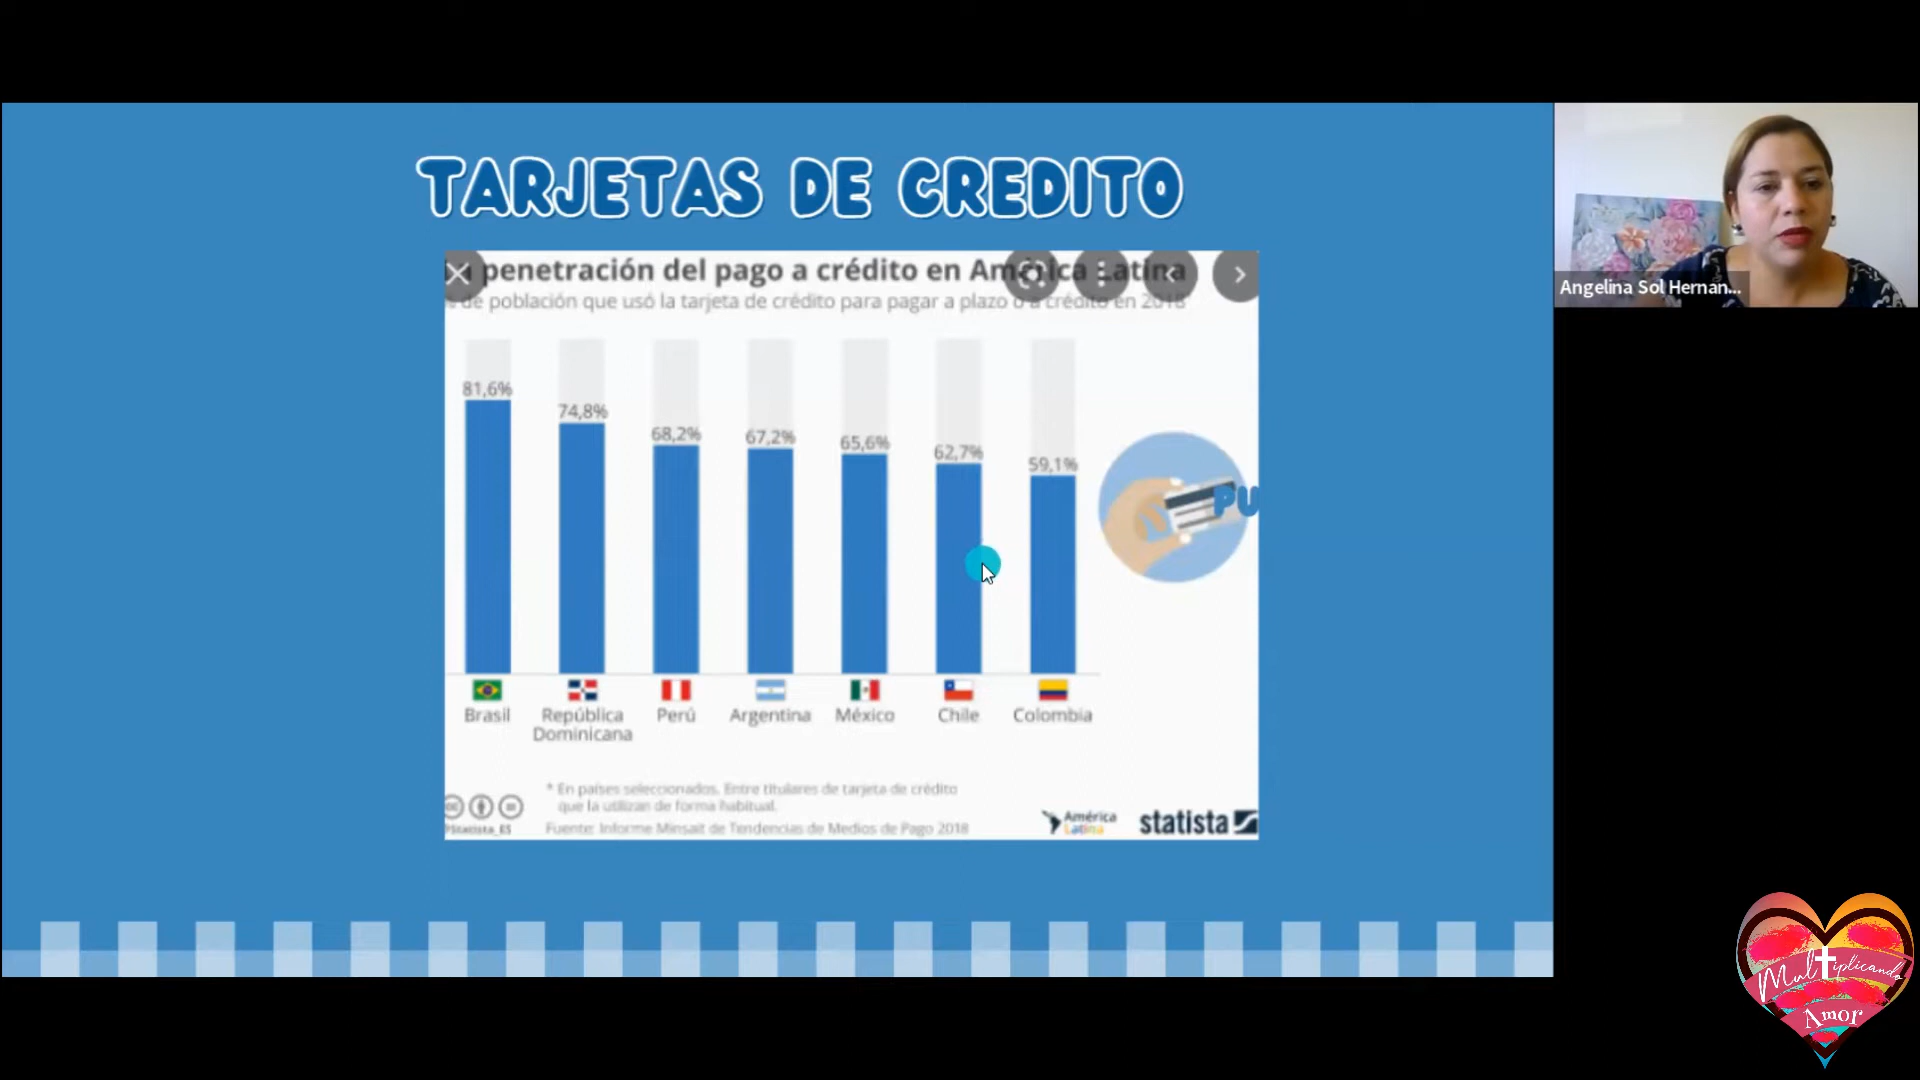 TARJETAS DE CREDITO
penetración del pago a crédito en América Latina
de población que usó la tarjeta de crédito para pagar a plazo o a crédito en 2018
81,6%
74,8%
68,2%
67,2%
65,6%
62,7%
59,1%
PU
Brasil
República
Dominicana
Perú
Argentina
México
Chile
Colombia
* En países seleccionados. Entre titulares de tarjeta de crédito
que la utilizan de forma habitual.
Fuente: Informe Minsait de Tendencias de Medios de Pago 2018
@Statista_ES
América
Latina
statista
Angelina Sol Hernan...
Multiplicando
Amor